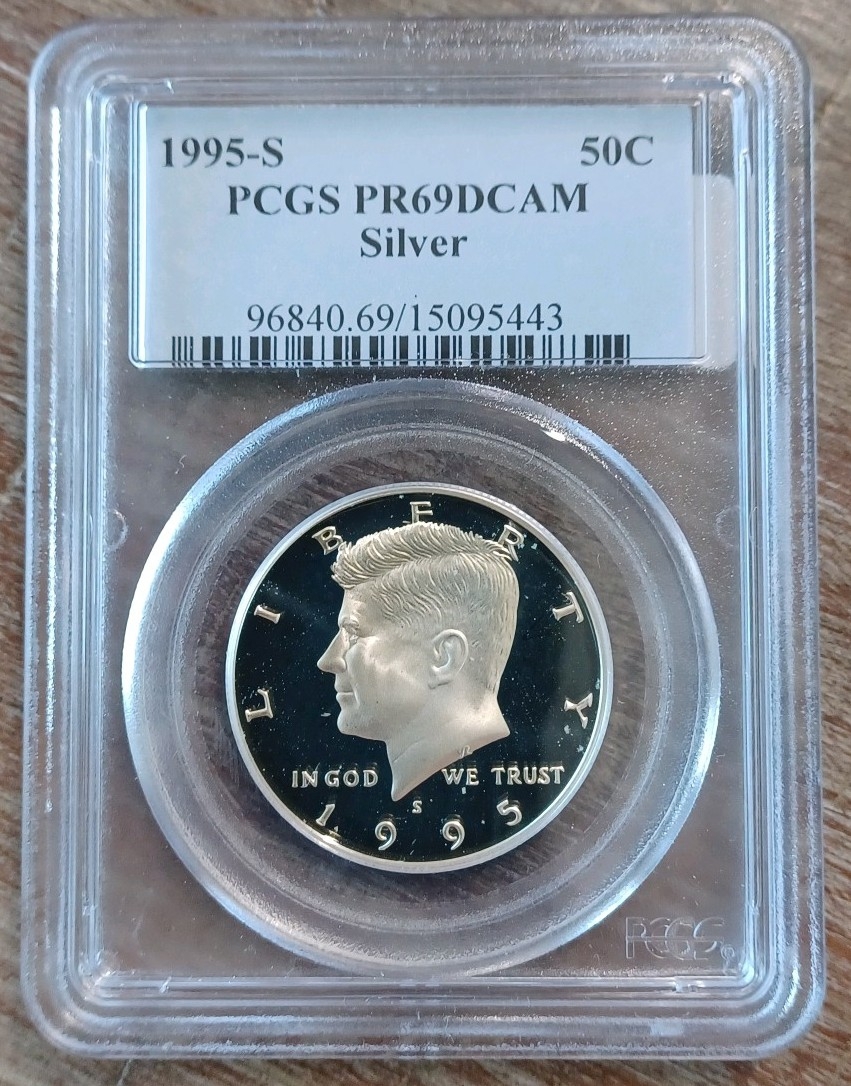 1995-S 50C
PCGS PR69DCAM
Silver
96840.69/15095443
LIBERTY
IN GOD WE TRUST
S
1995
PCGS